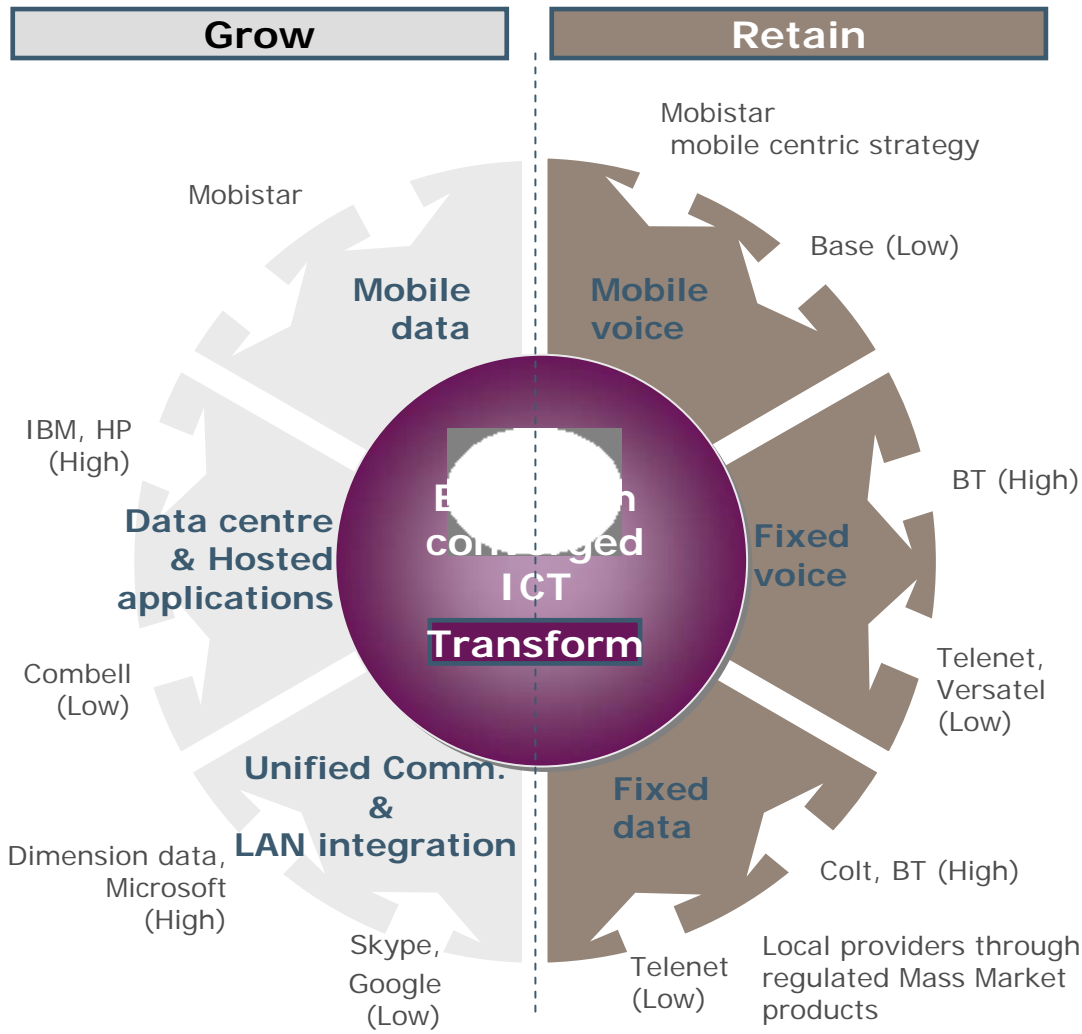 Grow
Retain
Mobistar
mobile centric strategy
Mobistar
Base (Low)
Mobile
data
Mobile
voice
IBM, HP
(High)
BT (High)
Data centre
& Hosted
applications
Fixed
voice
ICT
Transform
Combell
(Low)
Telenet,
Versatel
(Low)
Unified Comm.
&
LAN integration
Fixed
data
Dimension data,
Microsoft
(High)
Colt, BT (High)
Skype,
Google
(Low)
Telenet
(Low)
Local providers through
regulated Mass Market
products